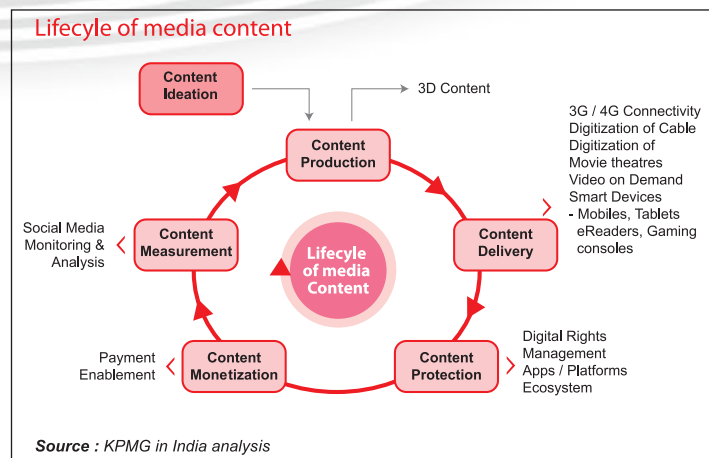 Lifecyle of media content
Content
Ideation
3D Content
Content
Production
3G / 4G Connectivity
Digitization of Cable
Digitization of
Movie theatres
Video on Demand
Smart Devices
- Mobiles, Tablets
eReaders, Gaming
consoles
Content
Delivery
Social Media
Monitoring &
Analysis
Content
Measurement
Lifecyle
of media
Content
Payment
Enablement
Content
Monetization
Content
Protection
Digital Rights
Management
Apps / Platforms
Ecosystem
Source : KPMG in India analysis